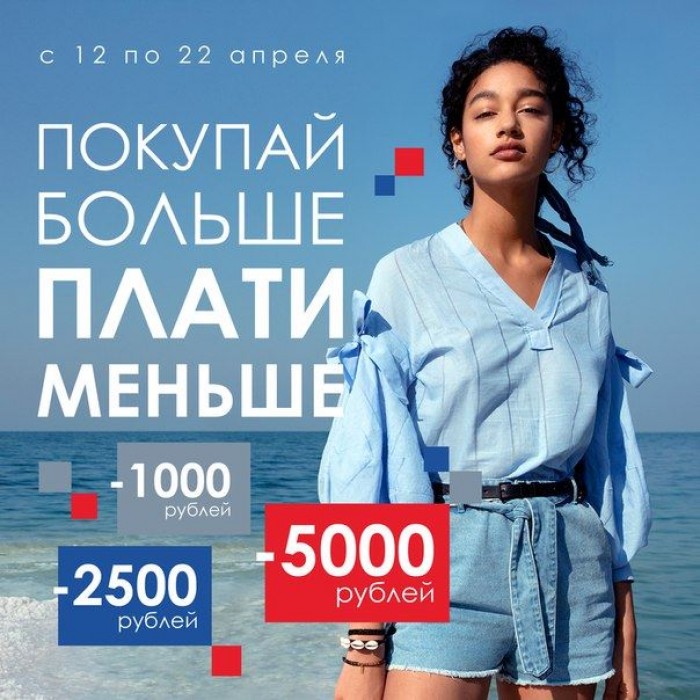 с 12 по 22 апреля
ПОКУПАЙ
БОЛЬШЕ
ПЛАТИ
МЕНЬШЕ
-1000
рублей
-5000
рублей
-2500
рублей